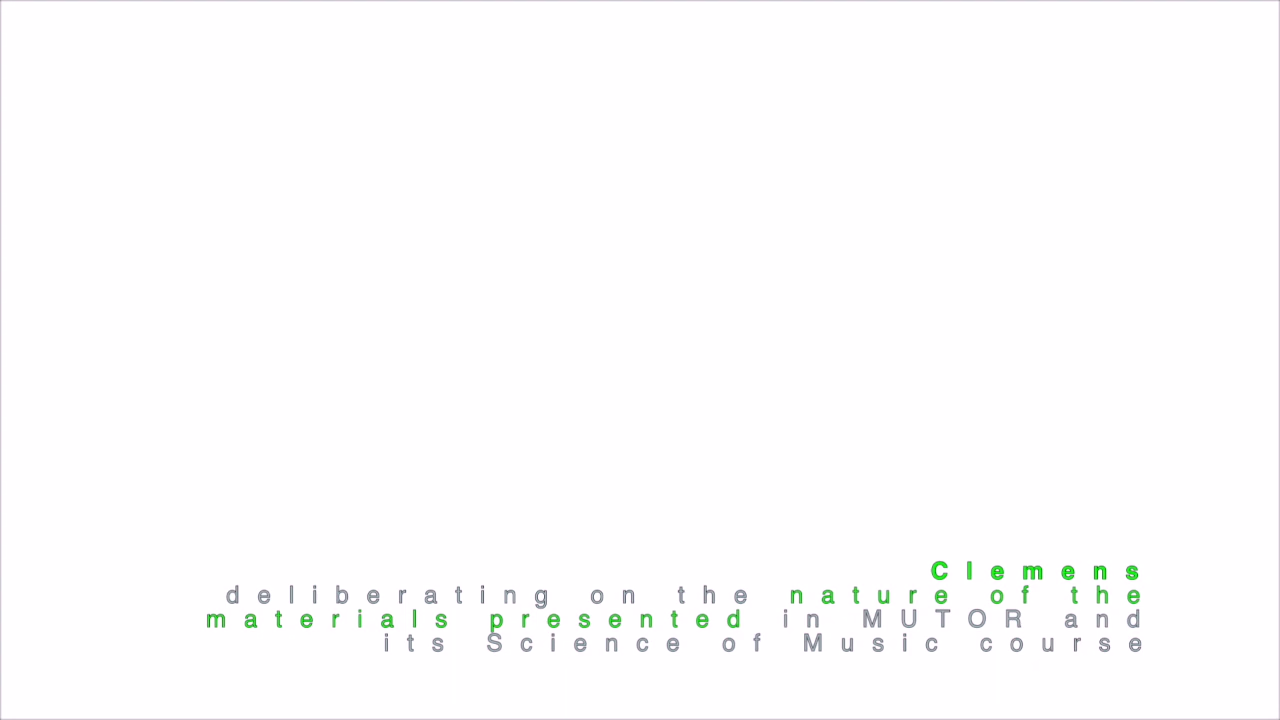 Clemens
deliberating on the nature of the
materials presented in MUTOR and
its Science of Music course